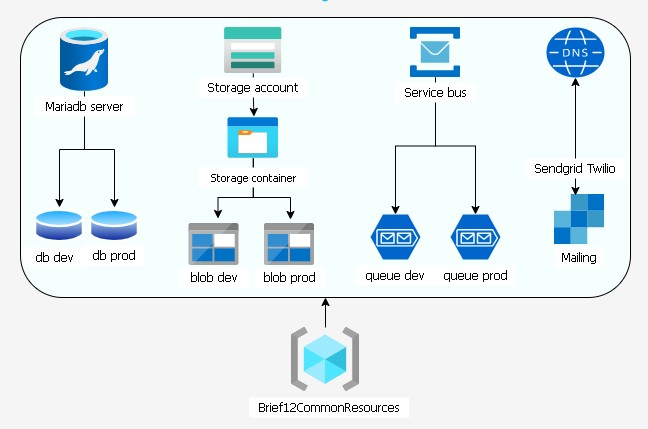 DNS
Mariadb server
Storage account
Service bus
Sendgrid Twilio
Storage container
db dev
db prod
blob dev
blob prod
queue dev
queue prod
Mailing
Brief12CommonResources